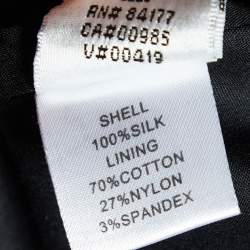 RN# 84177
CA#00985
V#00419
SHELL
100%SILK
LINING
70%COTTON
27%NYLON
3%SPANDEX